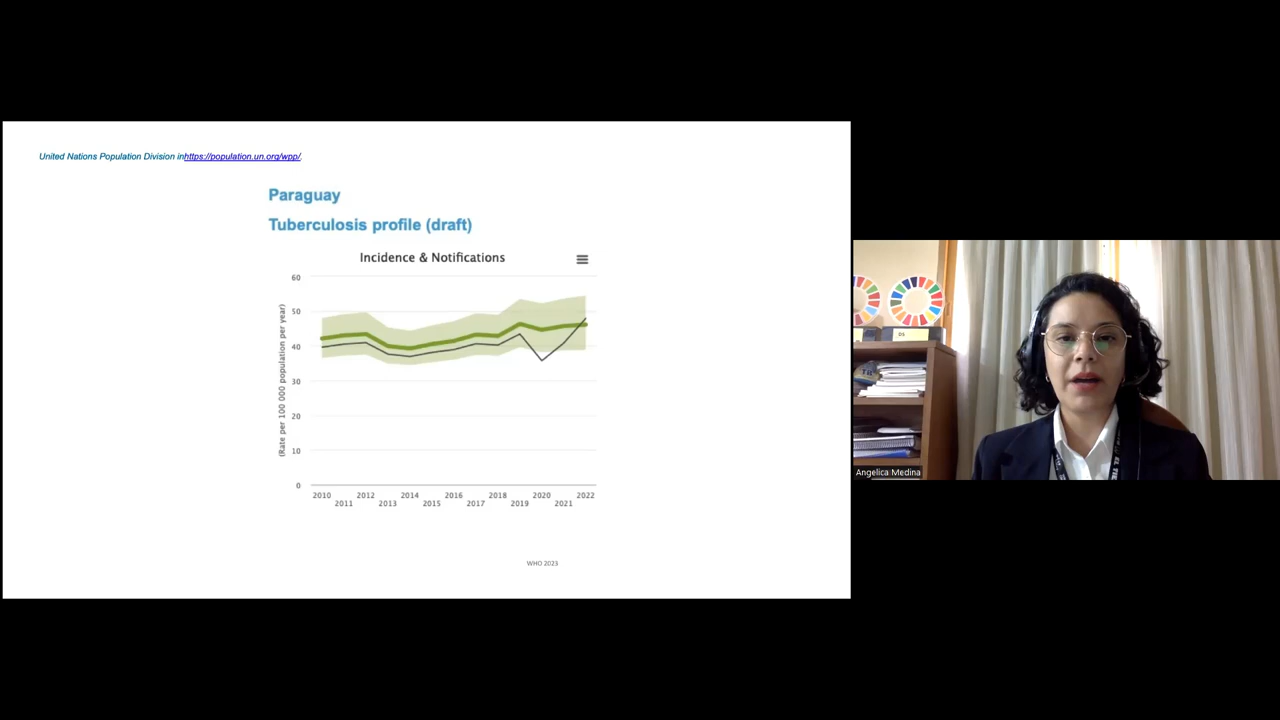 United Nations Population Division inhttps://population.un.org/wpp/.
Paraguay
Tuberculosis profile (draft)
Incidence & Notifications
(Rate per 100 000 population per year)
60
50
40
30
20
10
0
2010 2012 2014 2016 2018 2020 2022
2011 2013 2015 2017 2019 2021
WHO 2023
DS
Angelica Medina